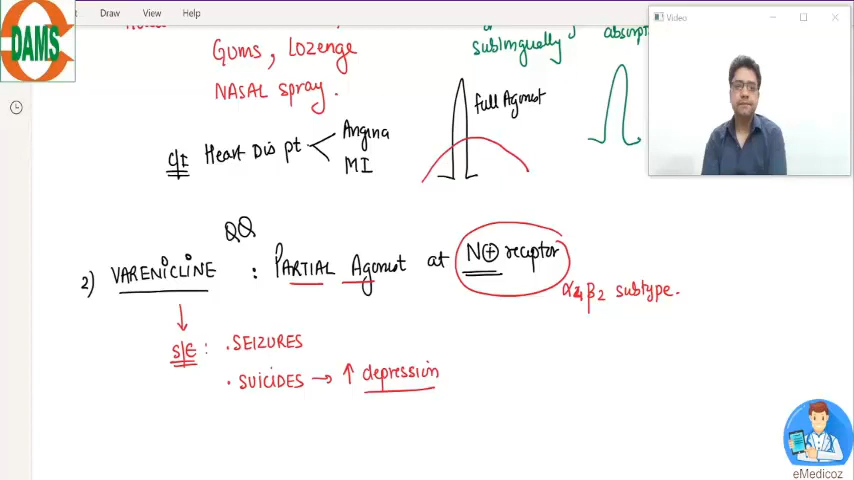 Draw View Help
DAMS
Video
Gums, Lozenge
NASAL spray.
sublingually
Full Agonist
C/I Heart Dis pt
Angina
MI
QQ
2) VARENICLINE : PARTIAL Agonist at N⊕ receptor
α4β2 subtype.
S/E : . SEIZURES
. SUICIDES → ↑ depression
eMedicoz